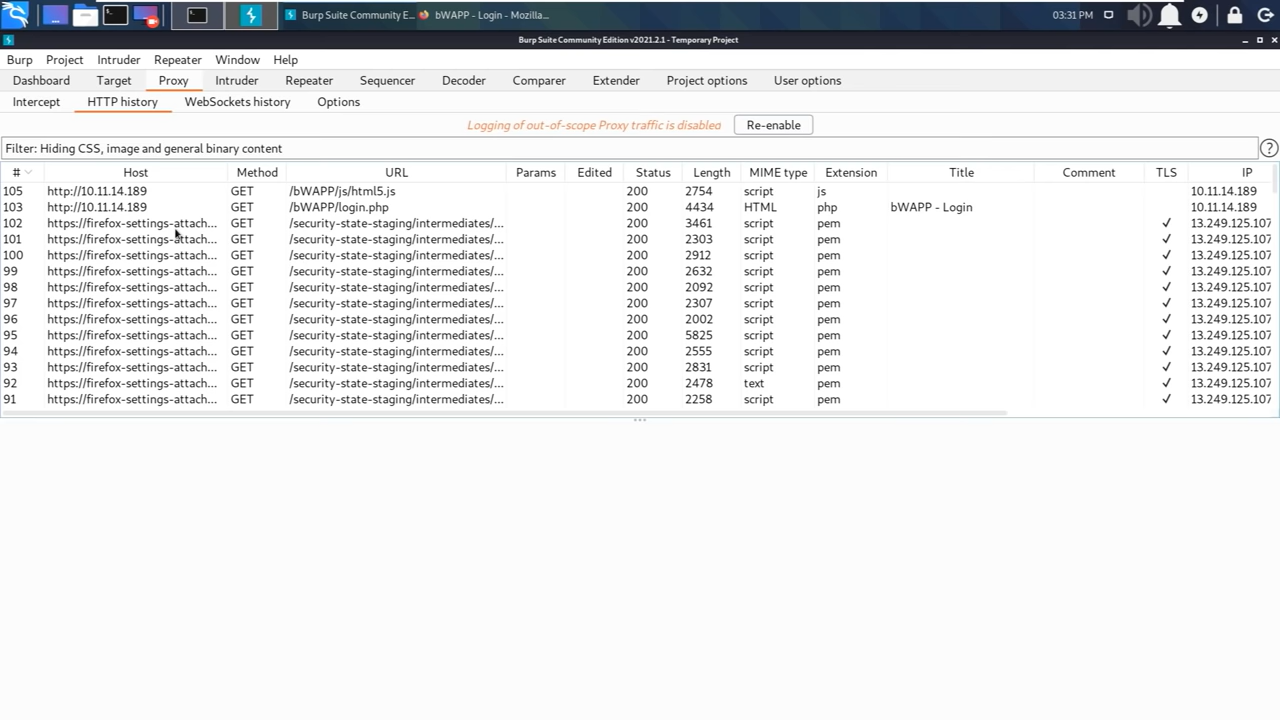 Burp Suite Community E... bWAPP - Login - Mozilla... 03:31 PM
Burp Suite Community Edition v2021.2.1 - Temporary Project
Burp Project Intruder Repeater Window Help
Dashboard Target Proxy Intruder Repeater Sequencer Decoder Comparer Extender Project options User options
Intercept HTTP history WebSockets history Options
Logging of out-of-scope Proxy traffic is disabled Re-enable
Filter: Hiding CSS, image and general binary content ?
# Host Method URL Params Edited Status Length MIME type Extension Title Comment TLS IP
105 http://10.11.14.189 GET /bWAPP/js/html5.js 200 2754 script js 10.11.14.189
103 http://10.11.14.189 GET /bWAPP/login.php 200 4434 HTML php bWAPP - Login 10.11.14.189
102 https://firefox-settings-attach... GET /security-state-staging/intermediates/... 200 3461 script pem ✓ 13.249.125.107
101 https://firefox-settings-attach... GET /security-state-staging/intermediates/... 200 2303 script pem ✓ 13.249.125.107
100 https://firefox-settings-attach... GET /security-state-staging/intermediates/... 200 2912 script pem ✓ 13.249.125.107
99 https://firefox-settings-attach... GET /security-state-staging/intermediates/... 200 2632 script pem ✓ 13.249.125.107
98 https://firefox-settings-attach... GET /security-state-staging/intermediates/... 200 2092 script pem ✓ 13.249.125.107
97 https://firefox-settings-attach... GET /security-state-staging/intermediates/... 200 2307 script pem ✓ 13.249.125.107
96 https://firefox-settings-attach... GET /security-state-staging/intermediates/... 200 2002 script pem ✓ 13.249.125.107
95 https://firefox-settings-attach... GET /security-state-staging/intermediates/... 200 5825 script pem ✓ 13.249.125.107
94 https://firefox-settings-attach... GET /security-state-staging/intermediates/... 200 2555 script pem ✓ 13.249.125.107
93 https://firefox-settings-attach... GET /security-state-staging/intermediates/... 200 2831 script pem ✓ 13.249.125.107
92 https://firefox-settings-attach... GET /security-state-staging/intermediates/... 200 2478 text pem ✓ 13.249.125.107
91 https://firefox-settings-attach... GET /security-state-staging/intermediates/... 200 2258 script pem ✓ 13.249.125.107